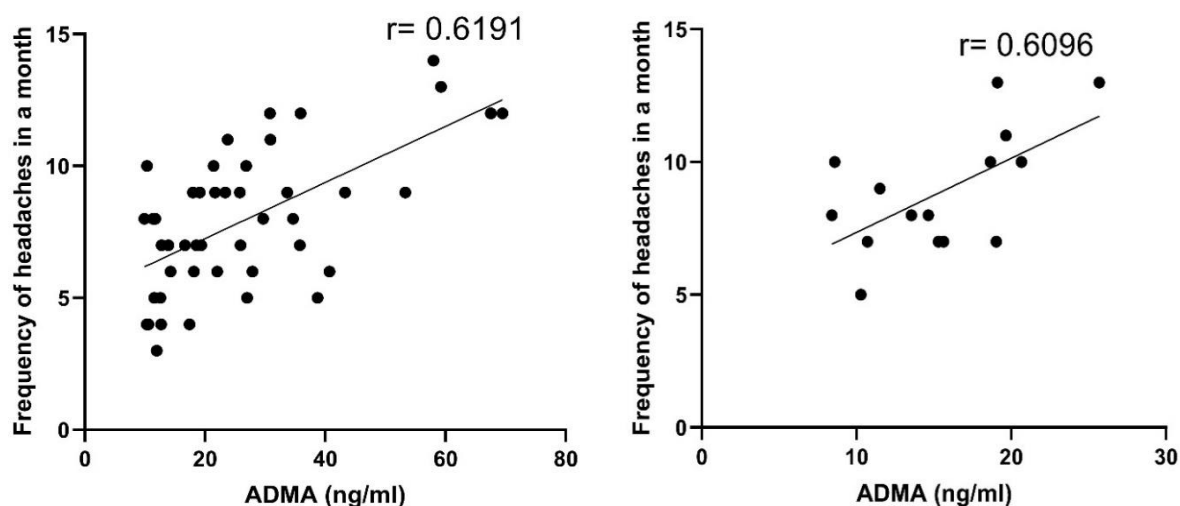 r= 0.6191
Frequency of headaches in a month
15
10
5
0
0 20 40 60 80
ADMA (ng/ml)
r= 0.6096
Frequency of headaches in a month
15
10
5
0
0 10 20 30
ADMA (ng/ml)